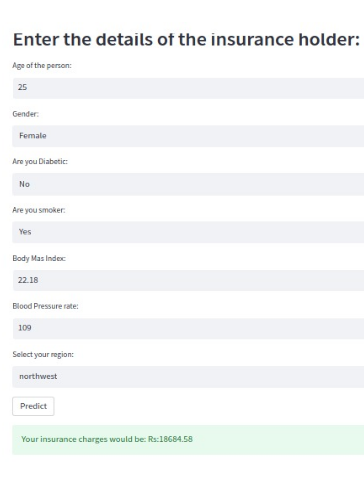 Enter the details of the insurance holder:
Age of the person:
25
Gender:
Female
Are you Diabetic:
No
Are you smoker:
Yes
Body Mas Index:
22.18
Blood Pressure rate:
109
Select your region:
northwest
Predict
Your insurance charges would be: Rs:18684.58